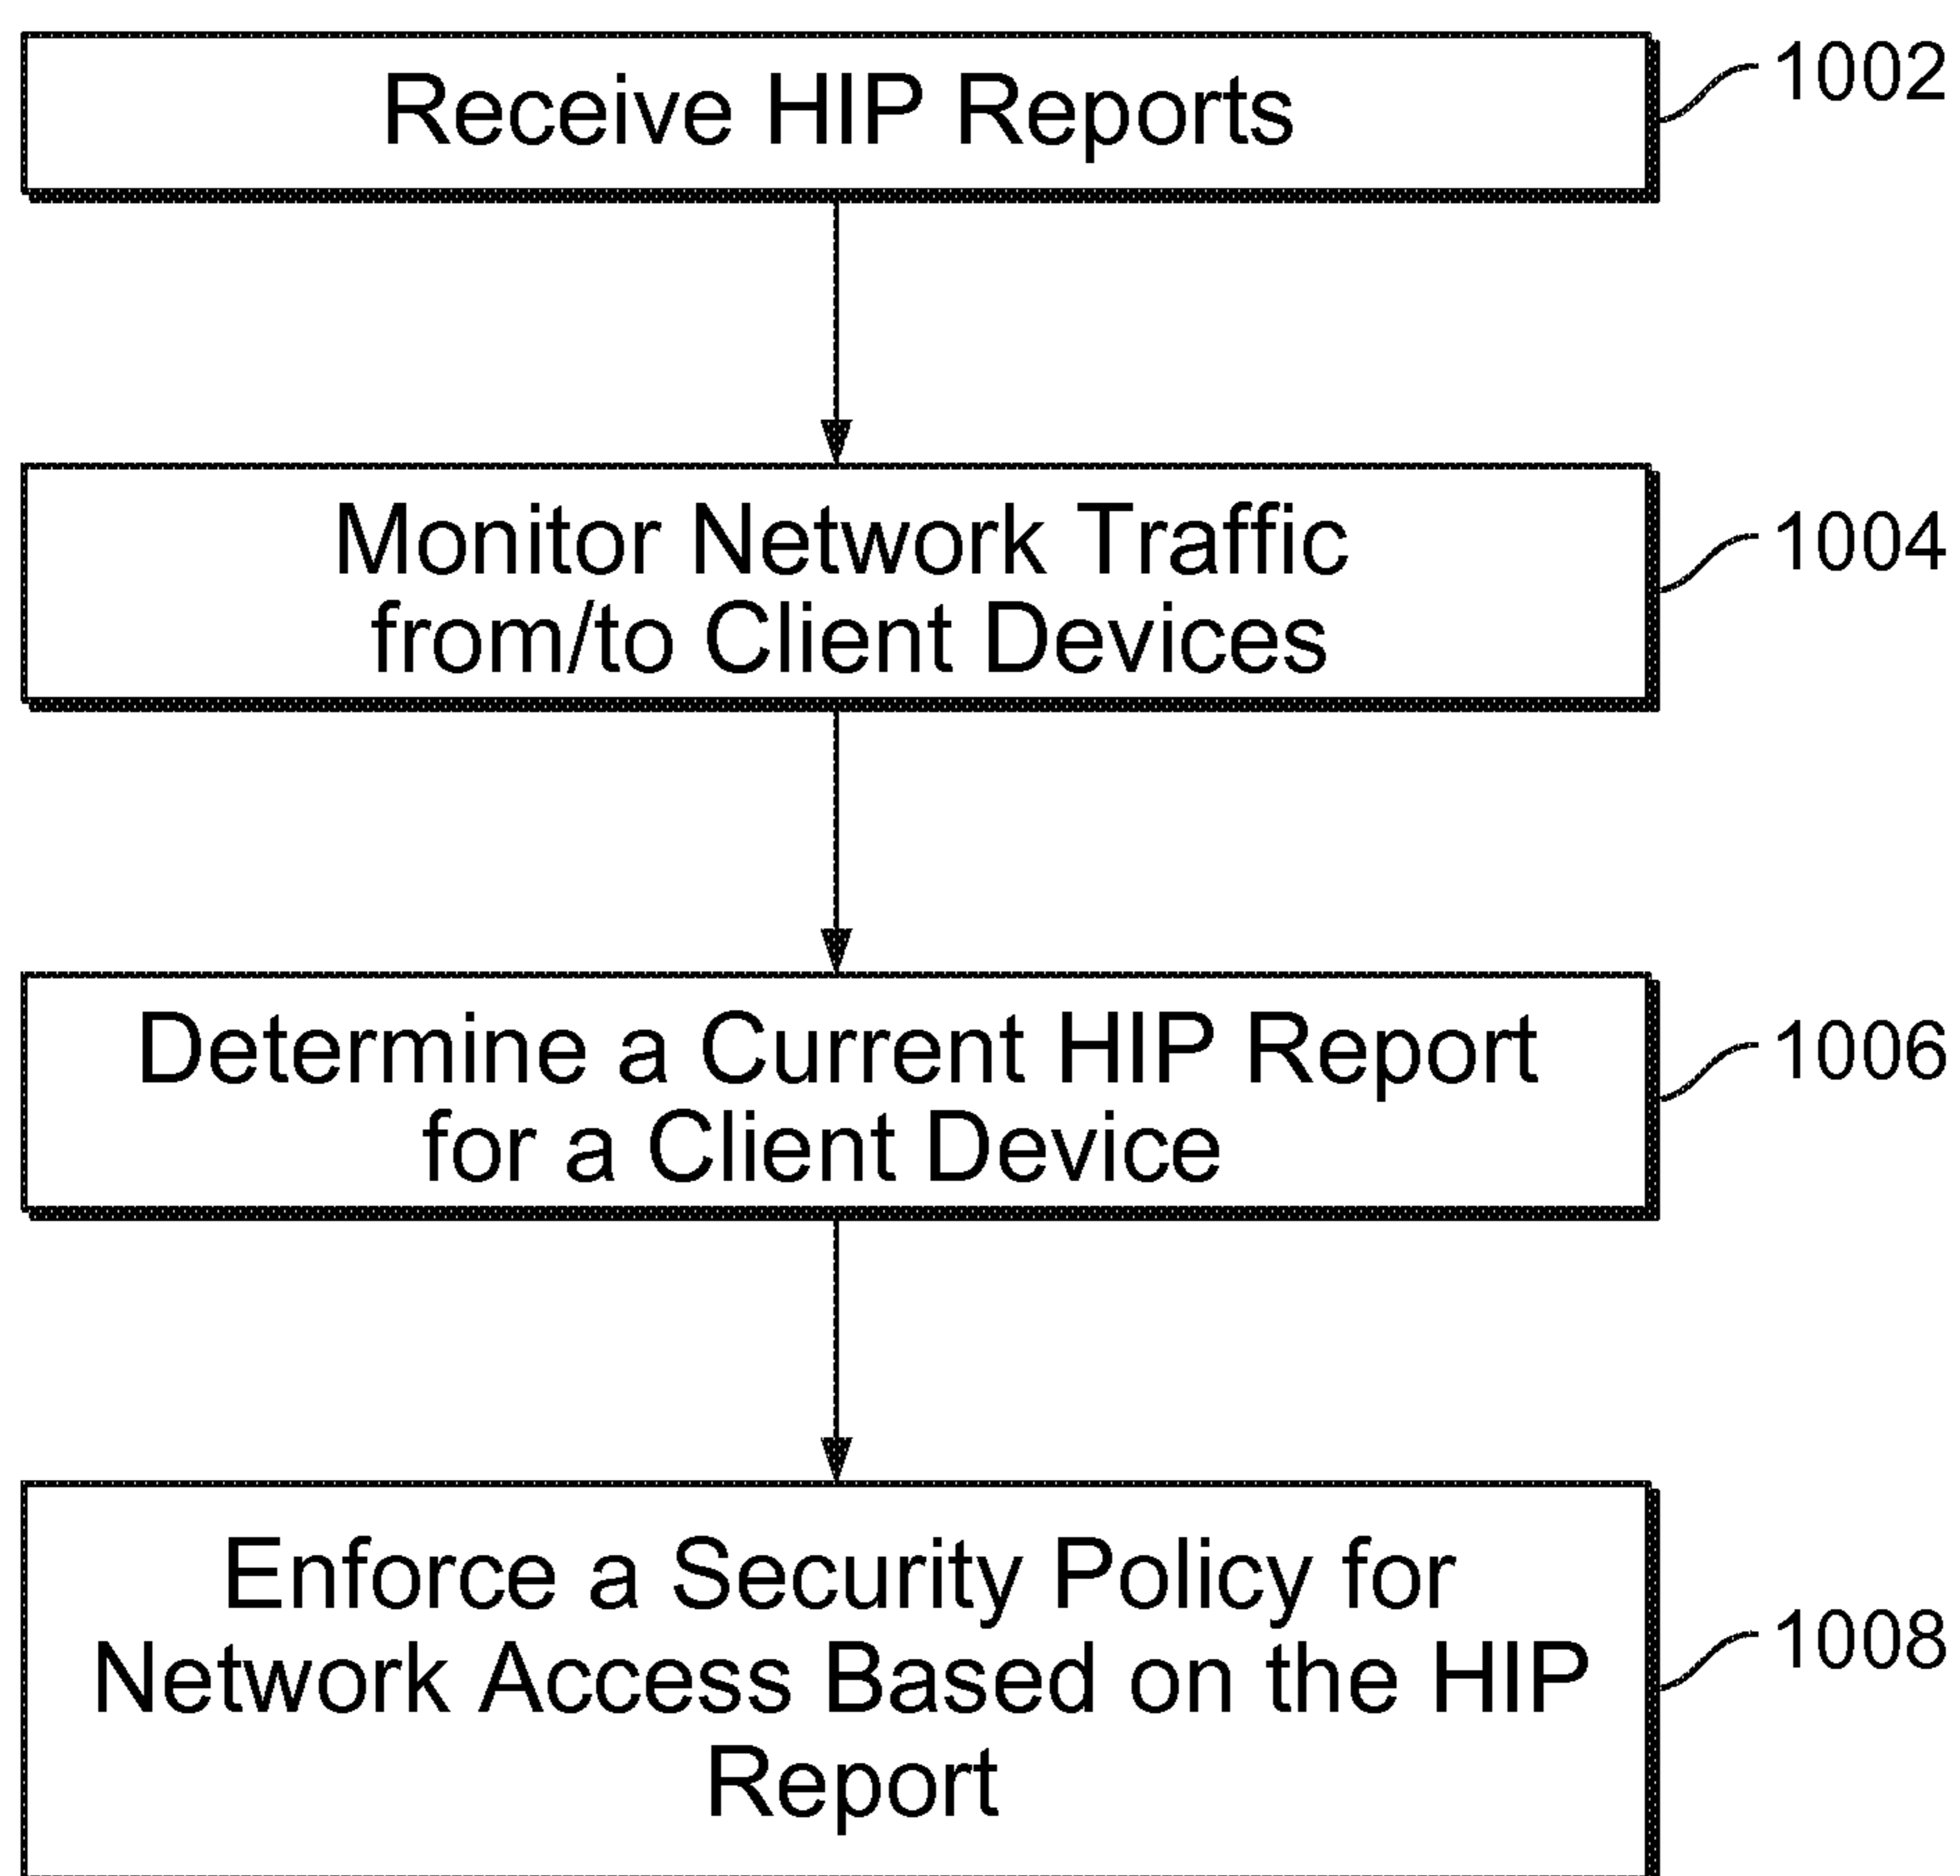 Receive HIP Reports
1002
Monitor Network Traffic
from/to Client Devices
1004
Determine a Current HIP Report
for a Client Device
1006
Enforce a Security Policy for
Network Access Based on the HIP
Report
1008